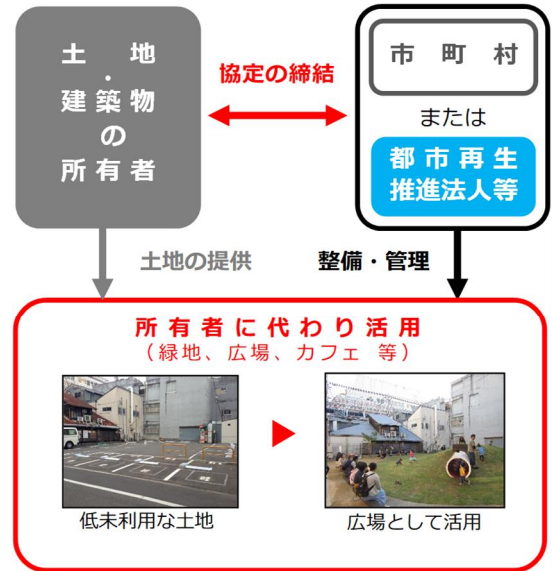 土地
・
建築物
の
所有者
協定の締結
市町村
または
都市再生
推進法人等
土地の提供
整備・管理
所有者に代わり活用
（緑地、広場、カフェ 等）
低未利用な土地
広場として活用